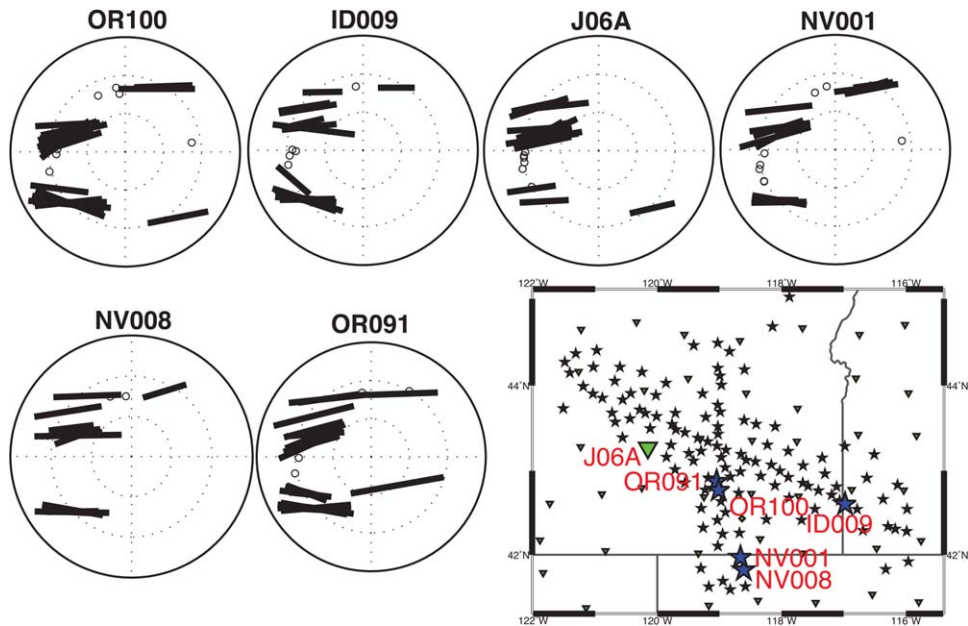 OR100 ID009 J06A NV001
NV008 OR091
122°W 120°W 118°W 116°W
44°N 44°N
J06A
OR091
OR100
ID009
42°N 42°N
NV001
NV008
122°W 120°W 118°W 116°W